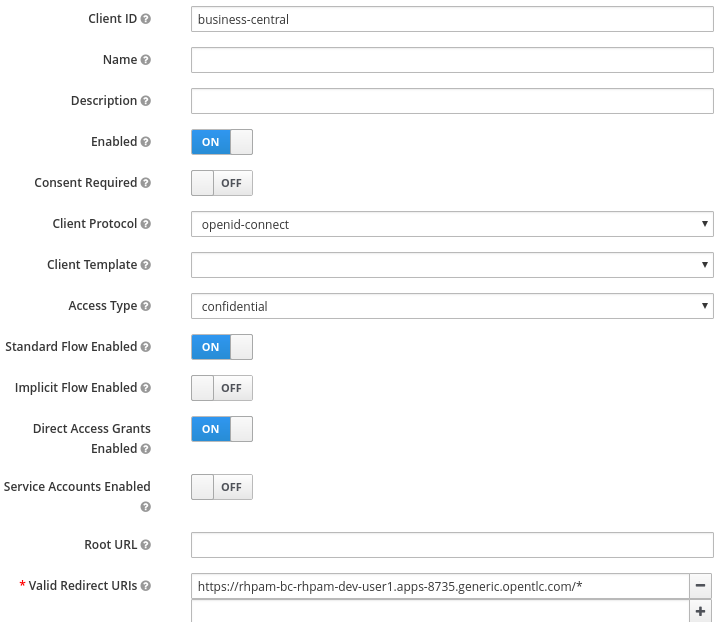 Client ID business-central
Name
Description
Enabled ON
Consent Required OFF
Client Protocol openid-connect
Client Template
Access Type confidential
Standard Flow Enabled ON
Implicit Flow Enabled OFF
Direct Access Grants
Enabled ON
Service Accounts Enabled OFF
Root URL
* Valid Redirect URIs https://rhpam-bc-rhpam-dev-user1.apps-8735.generic.opentlc.com/*